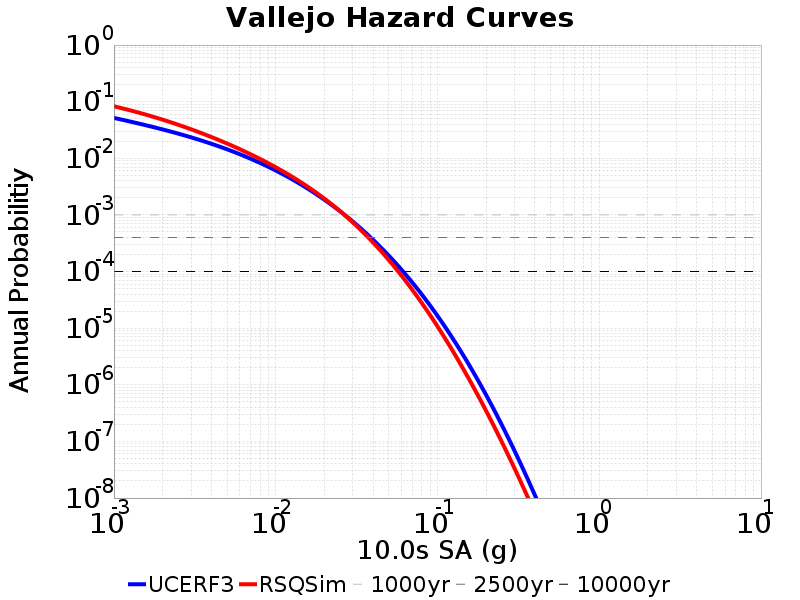 Vallejo Hazard Curves
Annual Probabilitiy
10^0
10^-1
10^-2
10^-3
10^-4
10^-5
10^-6
10^-7
10^-8
10^-3 10^-2 10^-1 10^0 10^1
10.0s SA (g)
UCERF3 RSQSim 1000yr 2500yr 10000yr